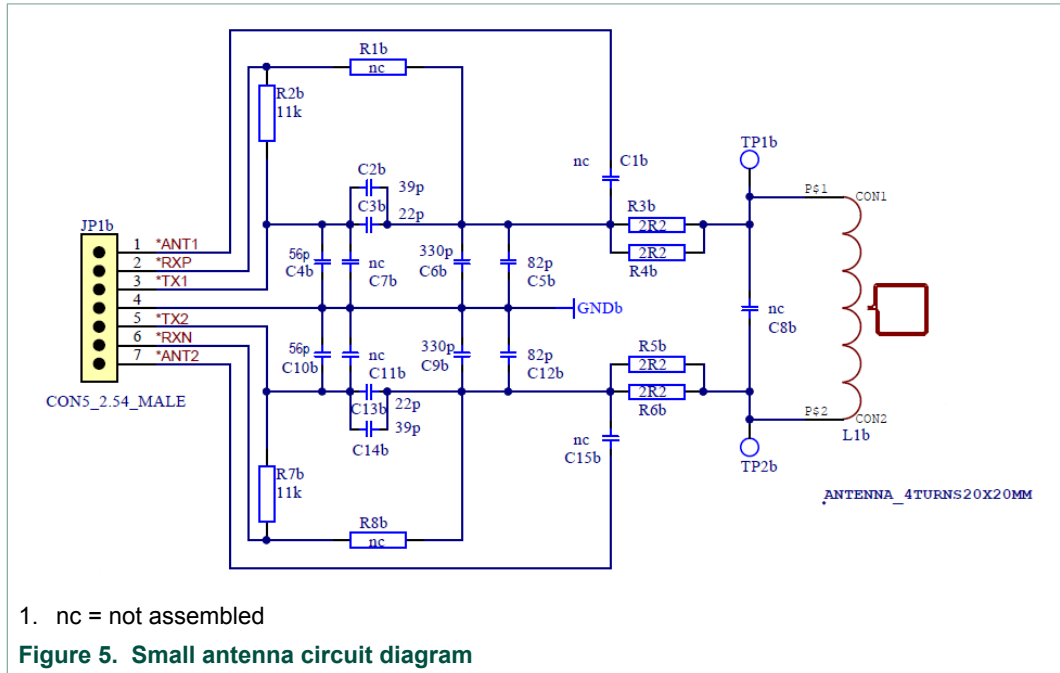 R1b
nc
R2b
11k
nc C1b
TP1b
C2b
39p
C3b
22p
R3b
2R2
2R2
R4b
P$1 CON1
JP1b
1 *ANT1
2 *RXP
3 *TX1
4
5 *TX2
6 *RXN
7 *ANT2
CON5_2.54_MALE
56p
C4b
nc
C7b
330p
C6b
82p
C5b
GNDb
nc
C8b
56p
C10b
nc
C11b
330p
C9b
82p
C12b
R5b
2R2
2R2
R6b
C13b
22p
39p
C14b
nc
C15b
P$2 CON2
L1b
TP2b
R7b
11k
R8b
nc
ANTENNA_4TURNS20X20MM
1. nc = not assembled
Figure 5. Small antenna circuit diagram